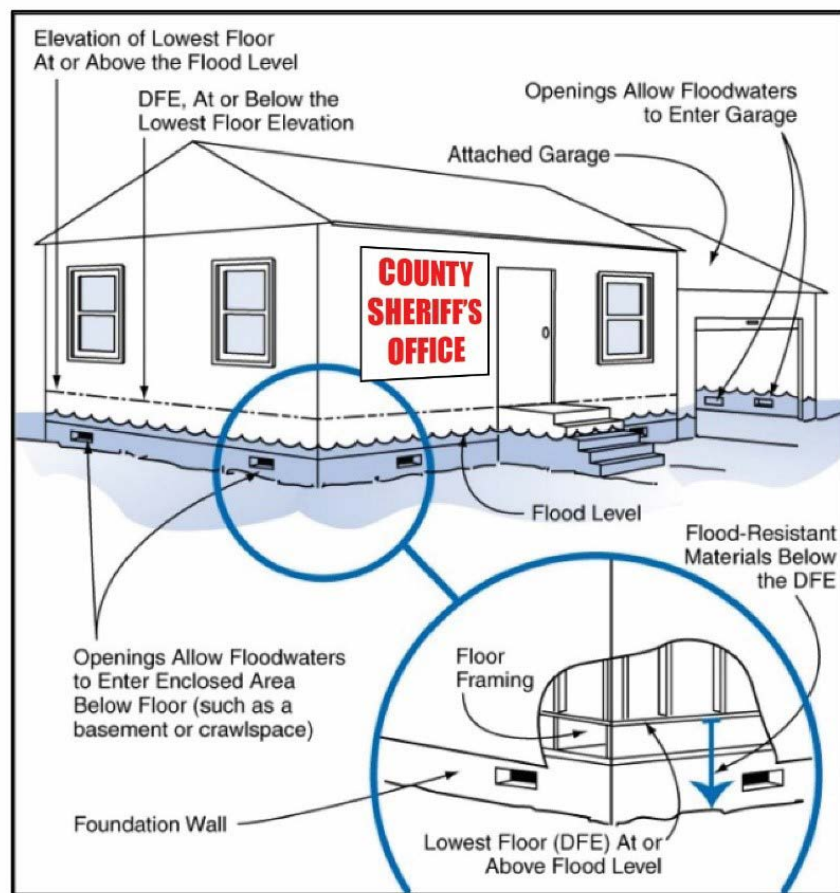 Elevation of Lowest Floor
At or Above the Flood Level
DFE, At or Below the
Lowest Floor Elevation
Openings Allow Floodwaters
to Enter Garage
Attached Garage
COUNTY
SHERIFF'S
OFFICE
Flood Level
Flood-Resistant
Materials Below
the DFE
Openings Allow Floodwaters
to Enter Enclosed Area
Below Floor (such as a
basement or crawlspace)
Floor
Framing
Foundation Wall
Lowest Floor (DFE) At or
Above Flood Level